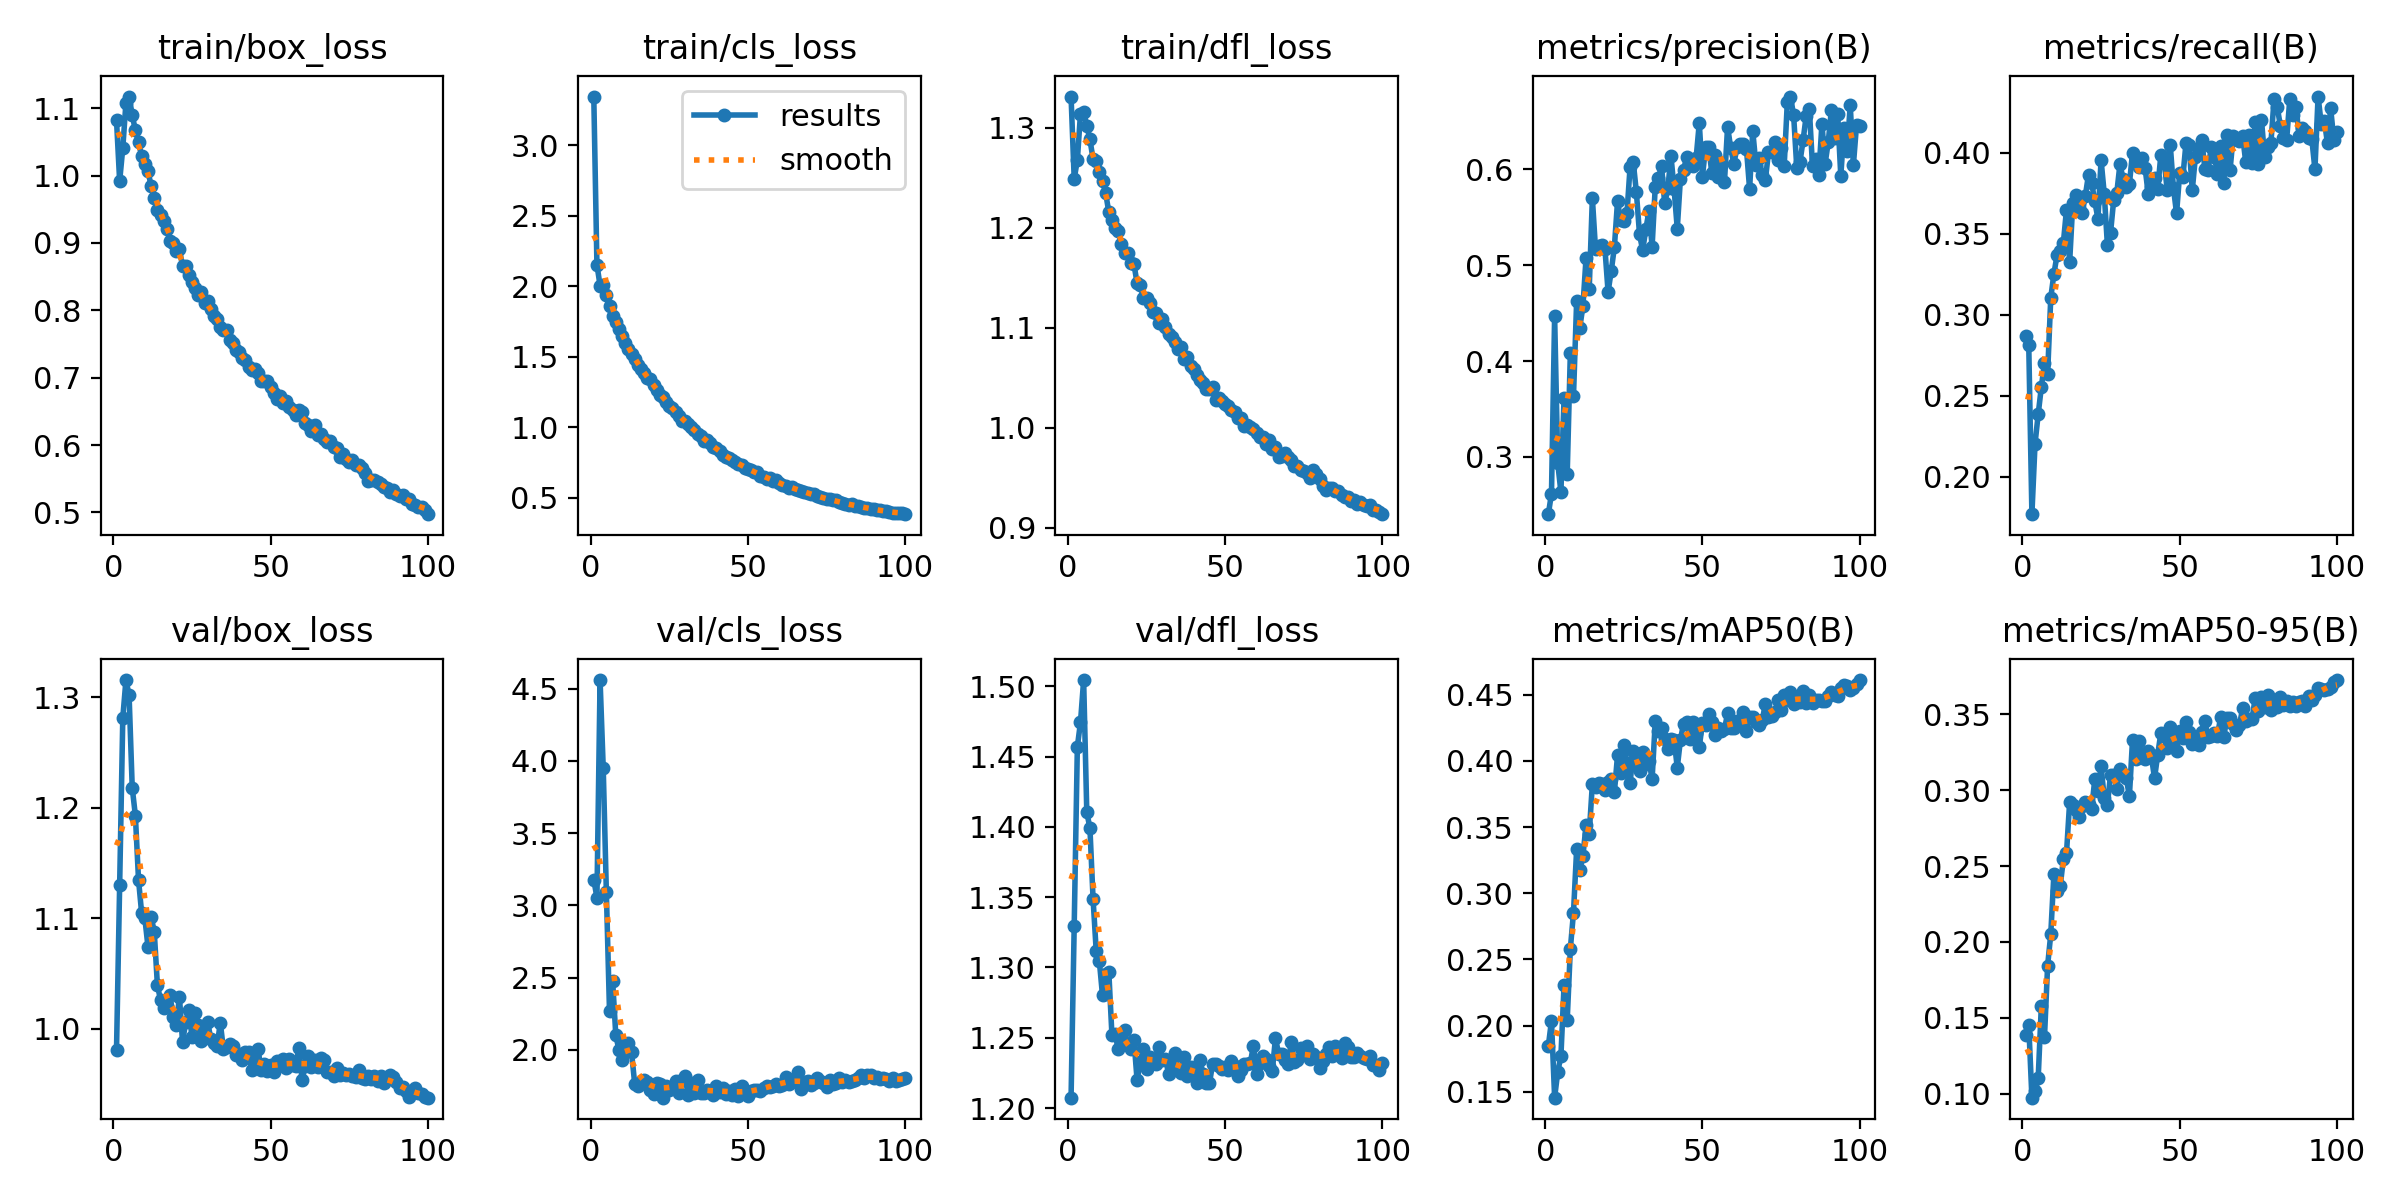 train/box_loss
1.1
1.0
0.9
0.8
0.7
0.6
0.5
0 50 100
train/cls_loss
results
smooth
3.0
2.5
2.0
1.5
1.0
0.5
0 50 100
train/dfl_loss
1.3
1.2
1.1
1.0
0.9
0 50 100
metrics/precision(B)
0.6
0.5
0.4
0.3
0 50 100
metrics/recall(B)
0.40
0.35
0.30
0.25
0.20
0 50 100
val/box_loss
1.3
1.2
1.1
1.0
0 50 100
val/cls_loss
4.5
4.0
3.5
3.0
2.5
2.0
0 50 100
val/dfl_loss
1.50
1.45
1.40
1.35
1.30
1.25
1.20
0 50 100
metrics/mAP50(B)
0.45
0.40
0.35
0.30
0.25
0.20
0.15
0 50 100
metrics/mAP50-95(B)
0.35
0.30
0.25
0.20
0.15
0.10
0 50 100